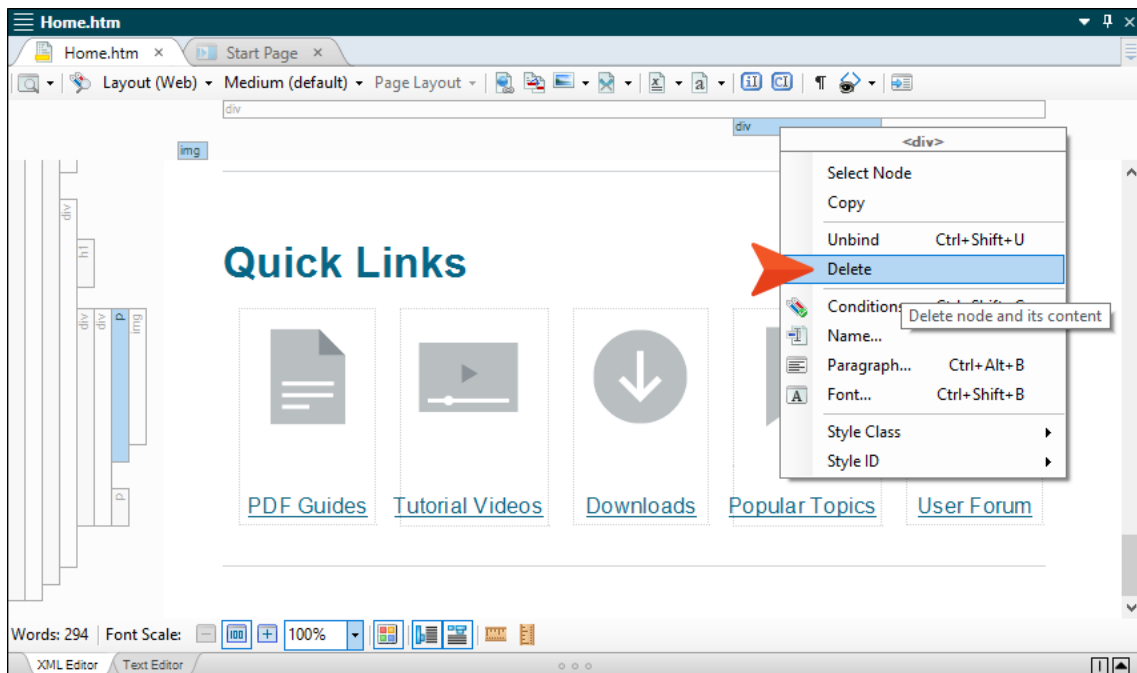 Home.htm
Home.htm × Start Page ×
Layout (Web) Medium (default) Page Layout
div
div
img
<div>
Select Node
Copy
Unbind Ctrl+Shift+U
Delete
Conditions
Delete node and its content
Name...
Paragraph... Ctrl+Alt+B
Font... Ctrl+Shift+B
Style Class
Style ID
div
h1
div
div
p
img
p
Quick Links
PDF Guides Tutorial Videos Downloads Popular Topics User Forum
Words: 294 Font Scale: 100%
XML Editor Text Editor